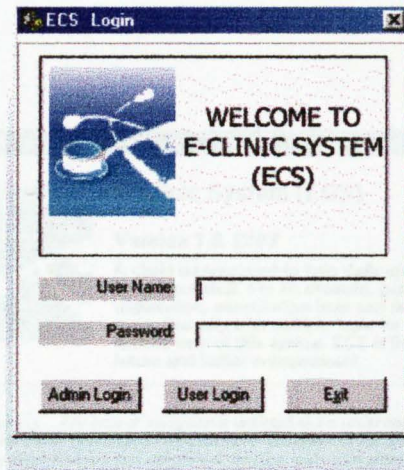 ECS Login
WELCOME TO
E-CLINIC SYSTEM
(ECS)
User Name:
Password:
Admin Login
User Login
Exit